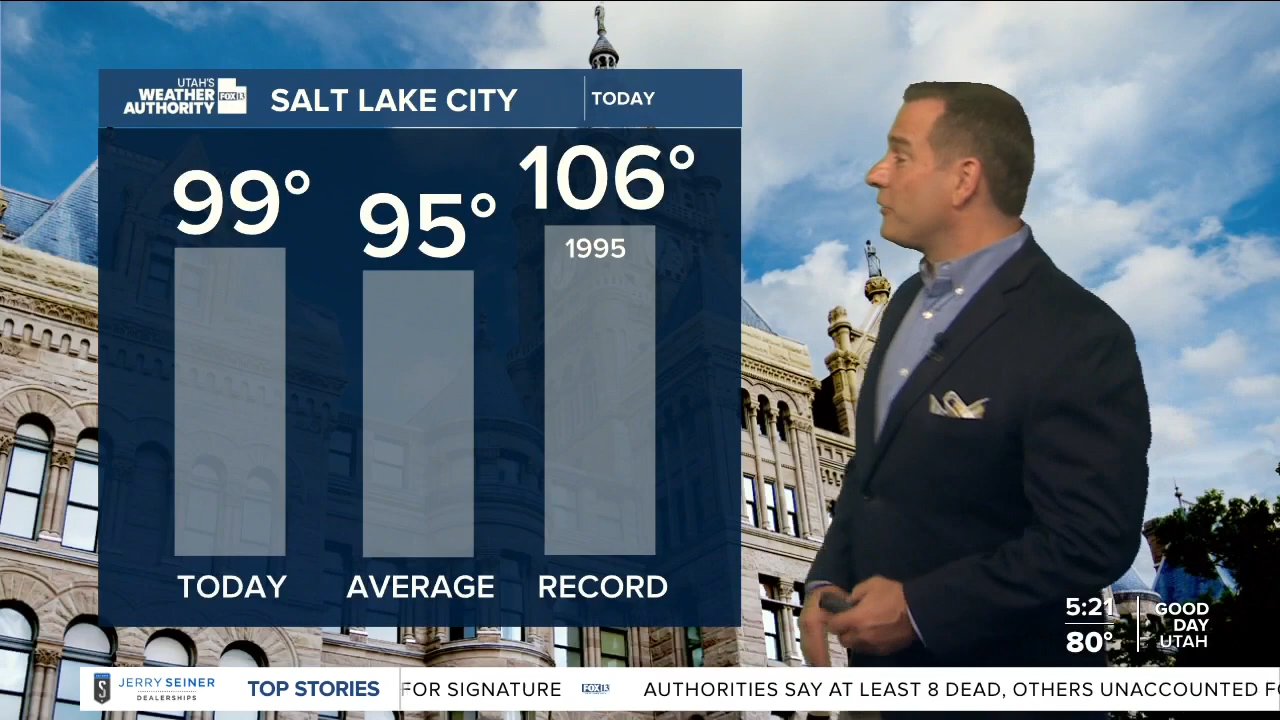 UTAH'S
WEATHER
AUTHORITY
FOX 13
SALT LAKE CITY
TODAY
99°
95°
106°
1995
TODAY
AVERAGE
RECORD
5:21
80°
GOOD
DAY
UTAH
JERRY SEINER
DEALERSHIPS
TOP STORIES
FOR SIGNATURE
FOX 13
AUTHORITIES SAY AT LEAST 8 DEAD, OTHERS UNACCOUNTED